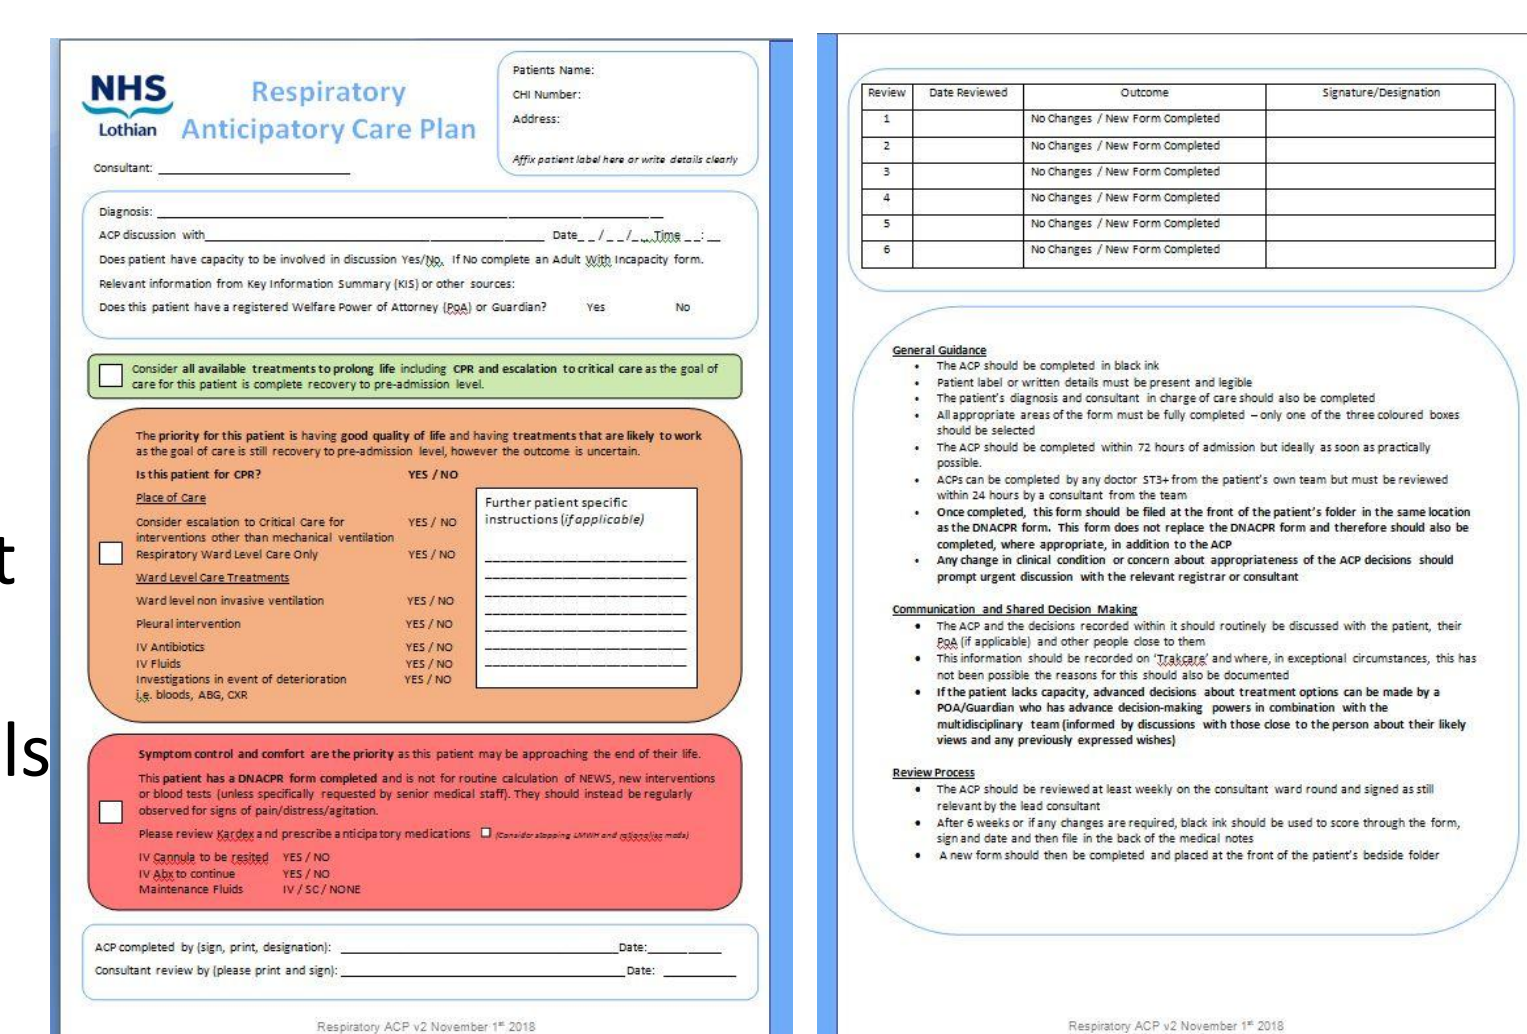 t
ls
NHS
Lothian
Respiratory
Anticipatory Care Plan
Consultant:
Patients Name:
CHI Number:
Address:
Affix patient label here or write details clearly
Diagnosis:
ACP discussion with Date_ _/_ _/_ _ Time _ _:_ _
Does patient have capacity to be involved in discussion Yes/No. If No complete an Adult With Incapacity form.
Relevant information from Key Information Summary (KIS) or other sources:
Does this patient have a registered Welfare Power of Attorney (PoA) or Guardian? Yes No
Consider all available treatments to prolong life including CPR and escalation to critical care as the goal of
care for this patient is complete recovery to pre-admission level.
The priority for this patient is having good quality of life and having treatments that are likely to work
as the goal of care is still recovery to pre-admission level, however the outcome is uncertain.
Is this patient for CPR? YES / NO
Place of Care
Consider escalation to Critical Care for YES / NO
interventions other than mechanical ventilation
Respiratory Ward Level Care Only YES / NO
Ward Level Care Treatments
Ward level non invasive ventilation YES / NO
Pleural intervention YES / NO
IV Antibiotics YES / NO
IV Fluids YES / NO
Investigations in event of deterioration YES / NO
i.e. bloods, ABG, CXR
Further patient specific
instructions (if applicable)
Symptom control and comfort are the priority as this patient may be approaching the end of their life.
This patient has a DNACPR form completed and is not for routine calculation of NEWS, new interventions
or blood tests (unless specifically requested by senior medical staff). They should instead be regularly
observed for signs of pain/distress/agitation.
Please review Kardex and prescribe anticipatory medications (Consider stopping LMWH and rationalise meds)
IV Cannula to be resited YES / NO
IV Abx to continue YES / NO
Maintenance Fluids IV / SC / NONE
ACP completed by (sign, print, designation): Date:
Consultant review by (please print and sign): Date:
Respiratory ACP v2 November 1st 2018
Review Date Reviewed Outcome Signature/Designation
1 No Changes / New Form Completed
2 No Changes / New Form Completed
3 No Changes / New Form Completed
4 No Changes / New Form Completed
5 No Changes / New Form Completed
6 No Changes / New Form Completed
General Guidance
• The ACP should be completed in black ink
• Patient label or written details must be present and legible
• The patient's diagnosis and consultant in charge of care should also be completed
• All appropriate areas of the form must be fully completed – only one of the three coloured boxes
should be selected
• The ACP should be completed within 72 hours of admission but ideally as soon as practically
possible.
• ACPs can be completed by any doctor ST3+ from the patient's own team but must be reviewed
within 24 hours by a consultant from the team
• Once completed, this form should be filed at the front of the patient's folder in the same location
as the DNACPR form. This form does not replace the DNACPR form and therefore should also be
completed, where appropriate, in addition to the ACP
• Any change in clinical condition or concern about appropriateness of the ACP decisions should
prompt urgent discussion with the relevant registrar or consultant
Communication and Shared Decision Making
• The ACP and the decisions recorded within it should routinely be discussed with the patient, their
PoA (if applicable) and other people close to them
• This information should be recorded on 'Trakcare' and where, in exceptional circumstances, this has
not been possible the reasons for this should also be documented
• If the patient lacks capacity, advanced decisions about treatment options can be made by a
POA/Guardian who has advance decision-making powers in combination with the
multidisciplinary team (informed by discussions with those close to the person about their likely
views and any previously expressed wishes)
Review Process
• The ACP should be reviewed at least weekly on the consultant ward round and signed as still
relevant by the lead consultant
• After 6 weeks or if any changes are required, black ink should be used to score through the form,
sign and date and then file in the back of the medical notes
• A new form should then be completed and placed at the front of the patient's bedside folder
Respiratory ACP v2 November 1st 2018